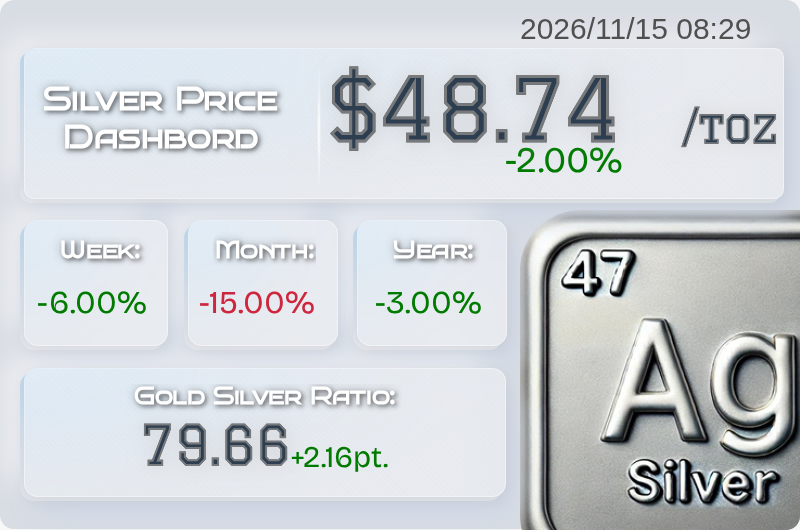 2026/11/15 08:29
Silver Price
Dashbord
$48.74 /TOZ
-2.00%
Week: Month: Year:
-6.00% -15.00% -3.00%
Gold Silver Ratio:
79.66 +2.16pt.
47
Ag
Silver